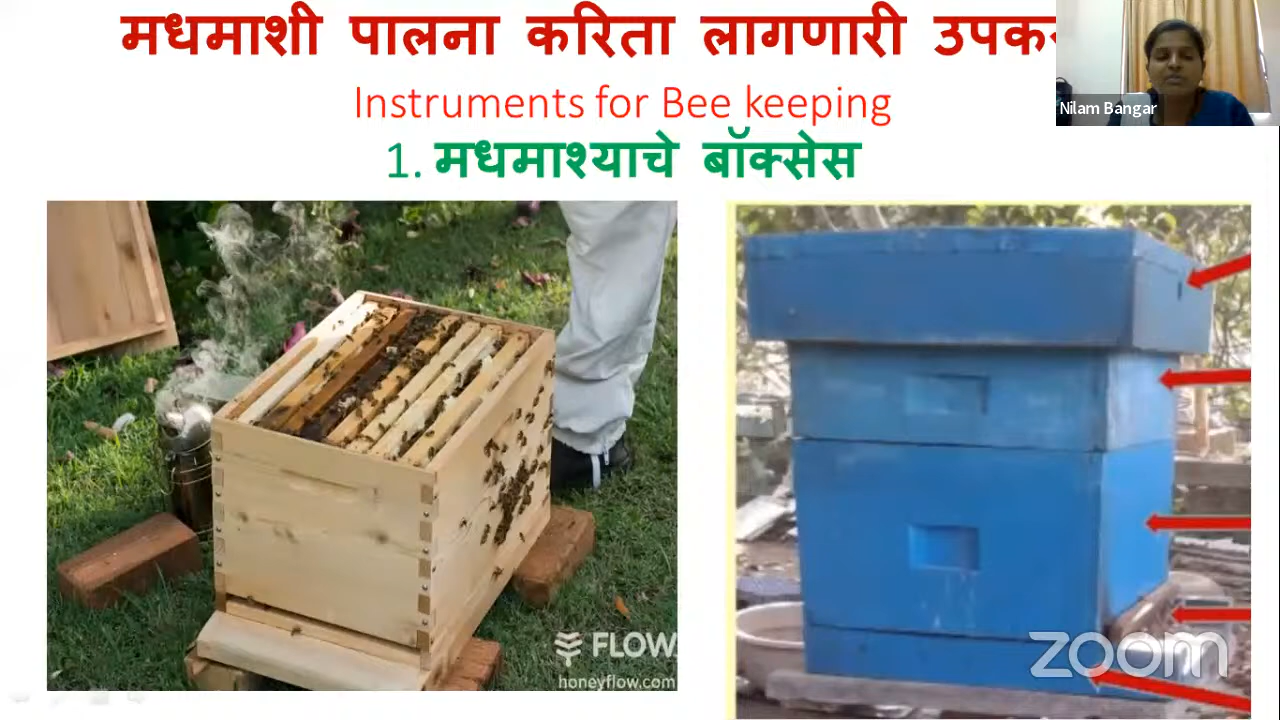 मधमाशी पालना करिता लागणारी
Instruments for Bee keeping
1. मधमाश्याचे बॉक्सेस
Nilam Bangar
FLOW
honeyflow.com
zoom